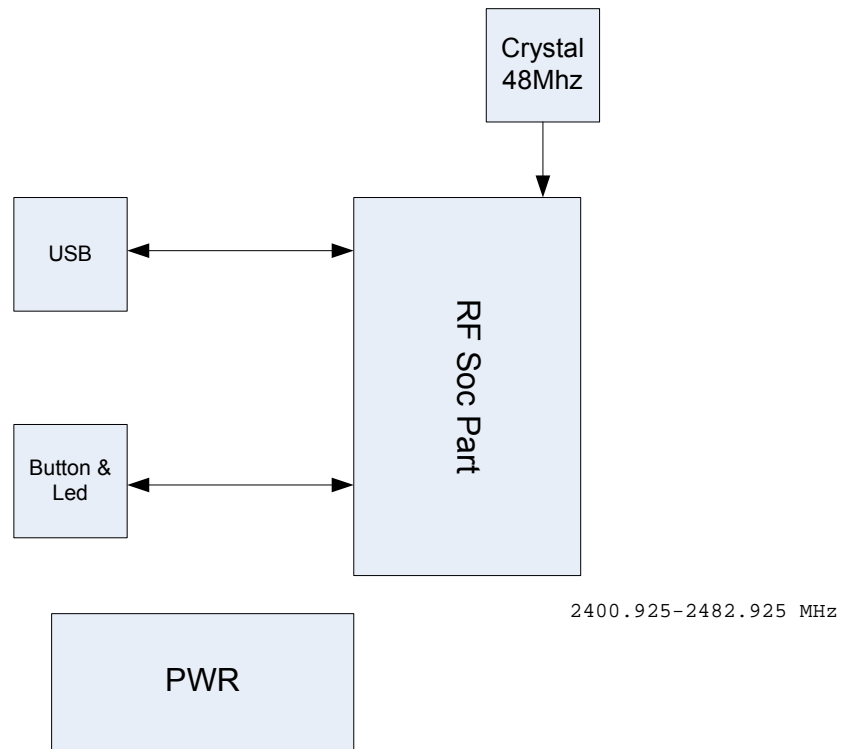 Crystal
48Mhz
USB
RF Soc Part
Button &
Led
2400.925-2482.925 MHz
PWR